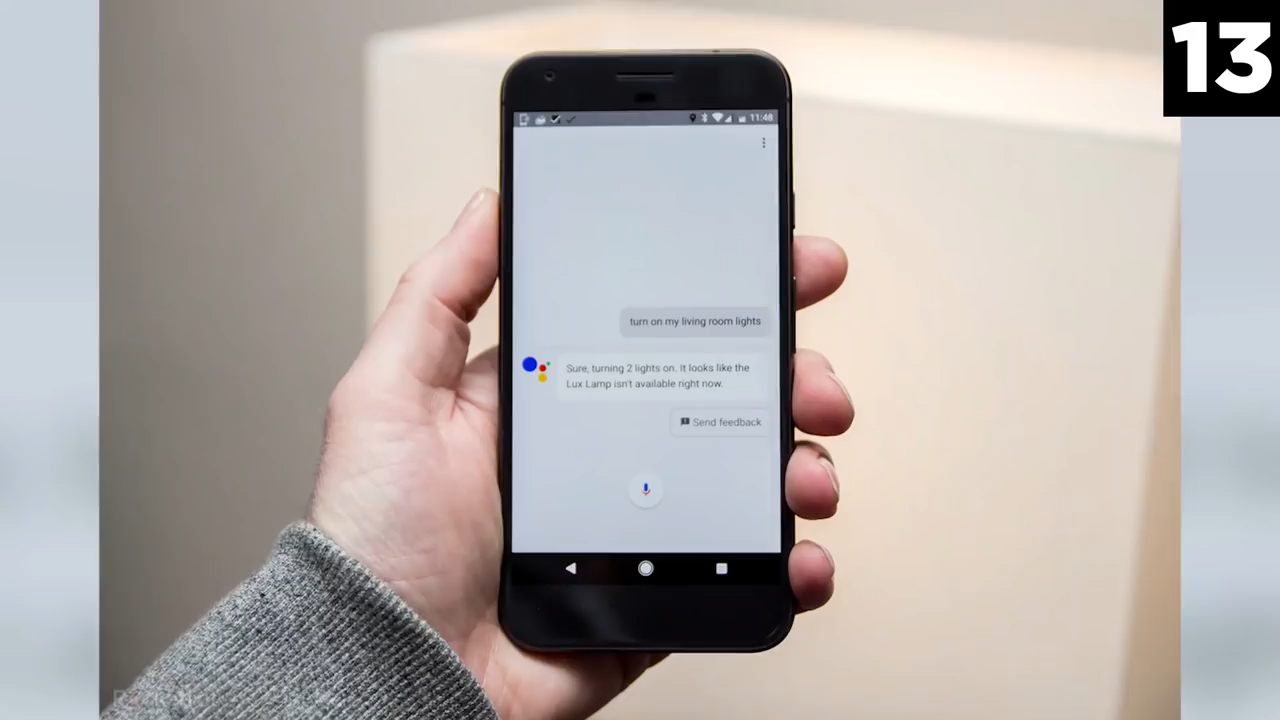 13
11:48
turn on my living room lights
Sure, turning 2 lights on. It looks like the
Lux Lamp isn't available right now.
Send feedback